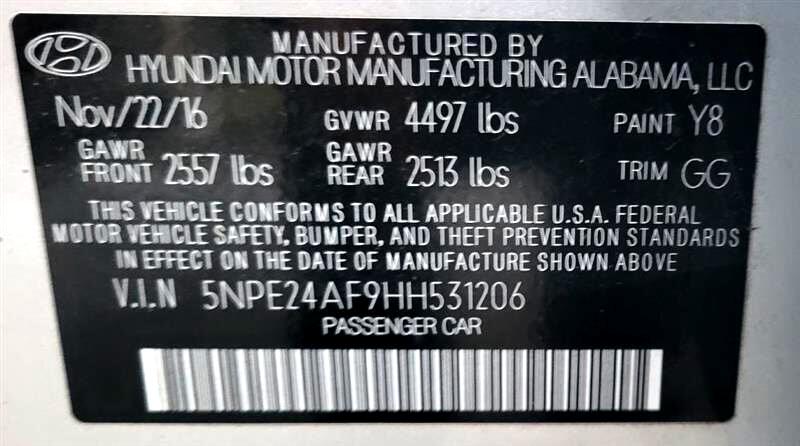 MANUFACTURED BY
HYUNDAI MOTOR MANUFACTURING ALABAMA, LLC
Nov/22/16 GVWR 4497 lbs PAINT Y8
GAWR FRONT 2557 lbs GAWR REAR 2513 lbs TRIM GG
THIS VEHICLE CONFORMS TO ALL APPLICABLE U.S.A. FEDERAL
MOTOR VEHICLE SAFETY, BUMPER, AND THEFT PREVENTION STANDARDS
IN EFFECT ON THE DATE OF MANUFACTURE SHOWN ABOVE
V.I.N 5NPE24AF9HH531206
PASSENGER CAR